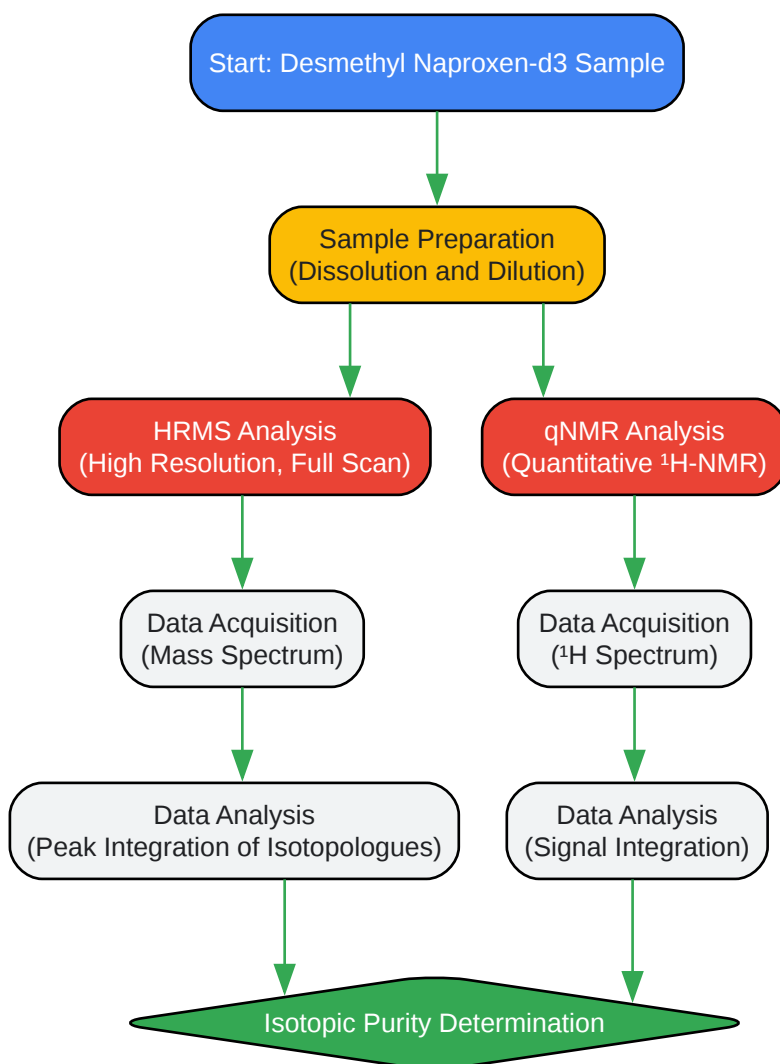 Start: Desmethyl Naproxen-d3 Sample
Sample Preparation
(Dissolution and Dilution)
HRMS Analysis
(High Resolution, Full Scan)
qNMR Analysis
(Quantitative ¹H-NMR)
Data Acquisition
(Mass Spectrum)
Data Acquisition
(¹H Spectrum)
Data Analysis
(Peak Integration of Isotopologues)
Data Analysis
(Signal Integration)
Isotopic Purity Determination